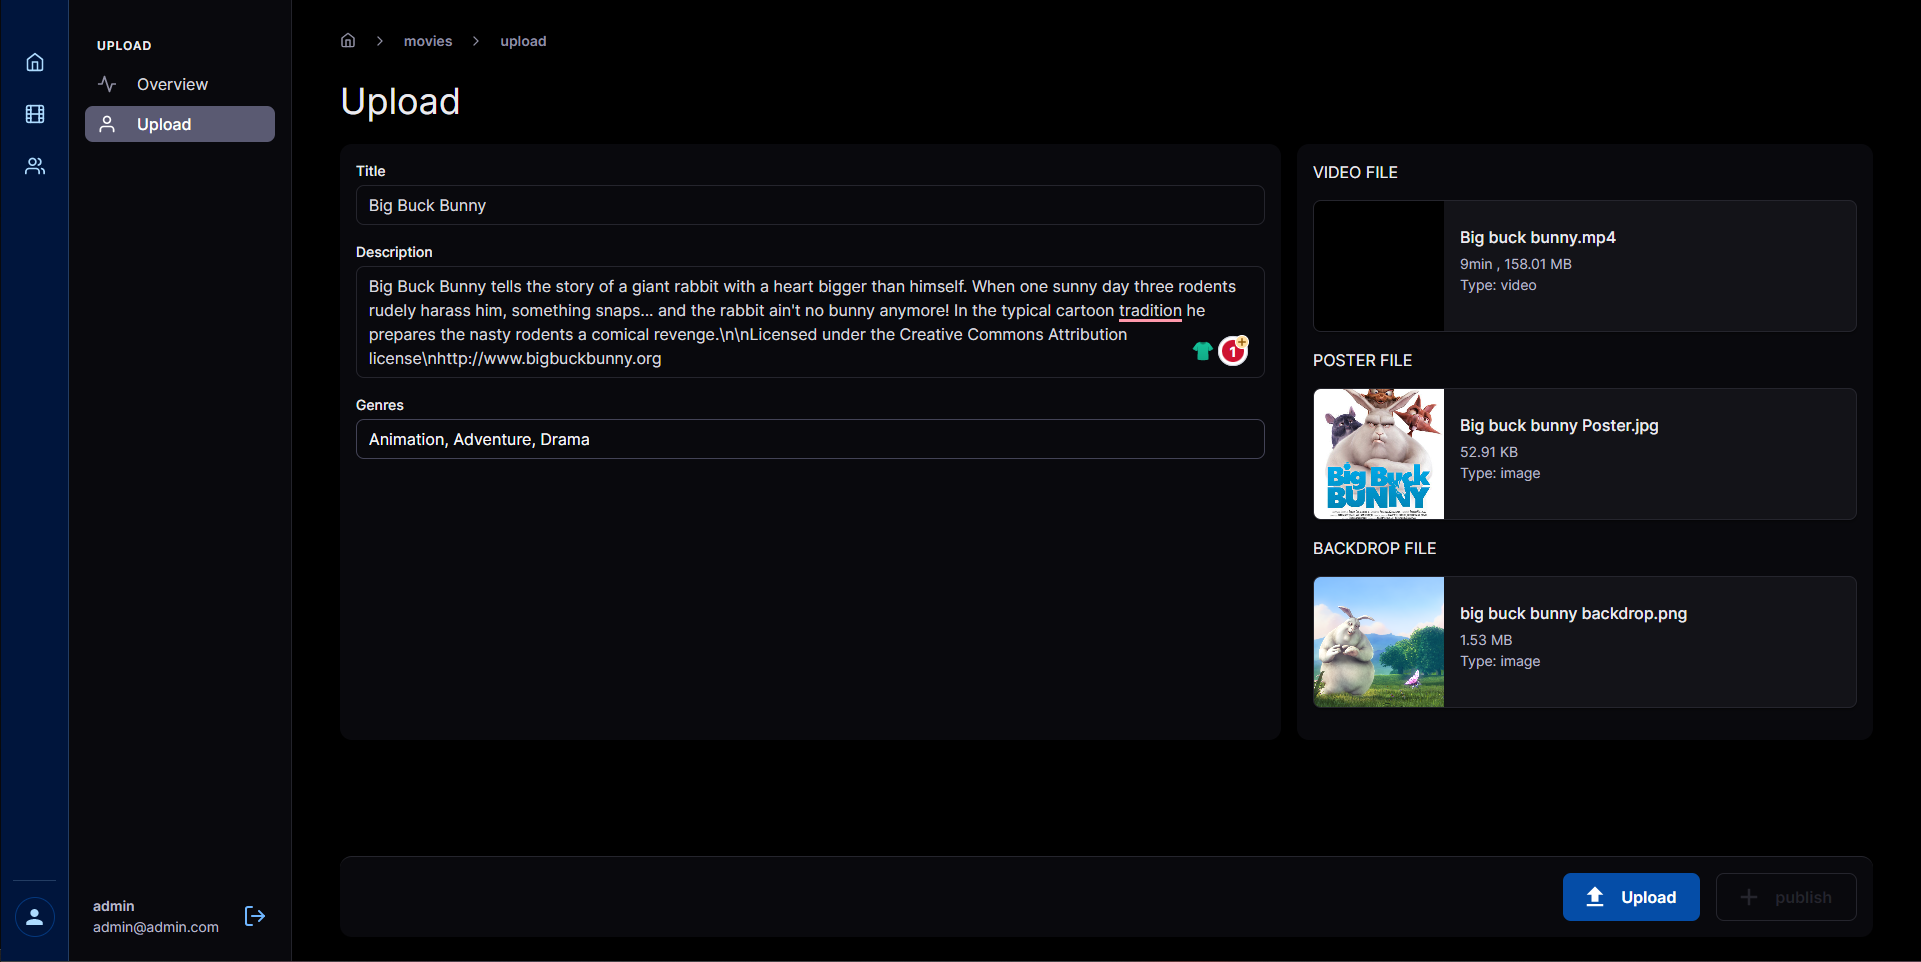 UPLOAD
Overview
Upload
admin
admin@admin.com
movies
upload
Upload
Title
Big Buck Bunny
Description
Big Buck Bunny tells the story of a giant rabbit with a heart bigger than himself. When one sunny day three rodents
rudely harass him, something snaps... and the rabbit ain't no bunny anymore! In the typical cartoon tradition he
prepares the nasty rodents a comical revenge.\n\nLicensed under the Creative Commons Attribution
license\nhttp://www.bigbuckbunny.org
1
Genres
Animation, Adventure, Drama
VIDEO FILE
Big buck bunny.mp4
9min , 158.01 MB
Type: video
POSTER FILE
Big Buck
BUNNY
Big buck bunny Poster.jpg
52.91 KB
Type: image
BACKDROP FILE
big buck bunny backdrop.png
1.53 MB
Type: image
Upload
publish